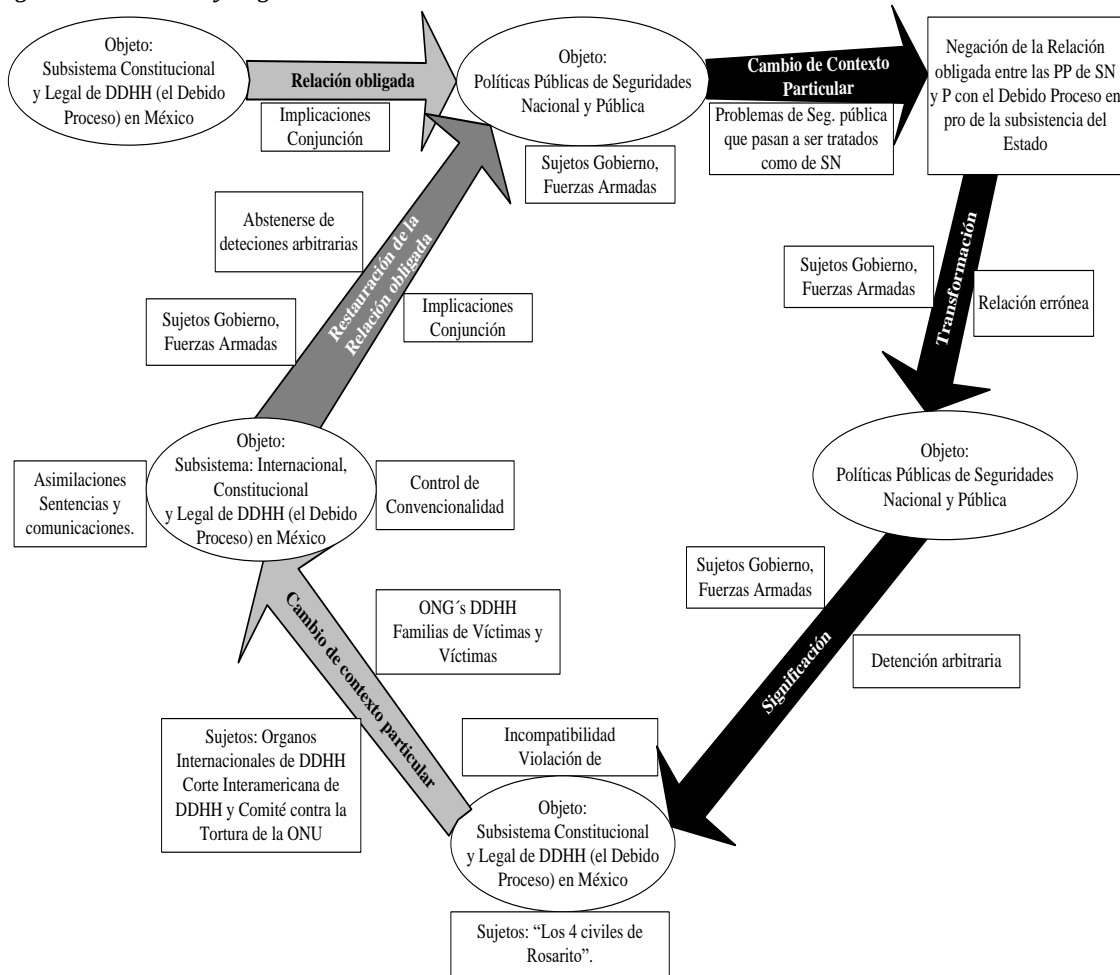 Objeto:
Subsistema Constitucional
y Legal de DDHH (el Debido
Proceso) en México
Relación obligada
Implicaciones
Conjunción
Objeto:
Políticas Públicas de Seguridades
Nacional y Pública
Sujetos Gobierno,
Fuerzas Armadas
Cambio de Contexto
Particular
Problemas de Seg. pública
que pasan a ser tratados
como de SN
Negación de la Relación
obligada entre las PP de SN
y P con el Debido Proceso en
pro de la subsistencia del
Estado
Sujetos Gobierno,
Fuerzas Armadas
Transformación
Relación errónea
Objeto:
Políticas Públicas de Seguridades
Nacional y Pública
Sujetos Gobierno,
Fuerzas Armadas
Significación
Detención arbitraria
Incompatibilidad
Violación de
Objeto:
Subsistema Constitucional
y Legal de DDHH (el Debido
Proceso) en México
Sujetos: “Los 4 civiles de
Rosarito”.
Cambio de contexto particular
ONG´s DDHH
Familias de Víctimas y
Víctimas
Sujetos: Organos
Internacionales de DDHH
Corte Interamericana de
DDHH y Comité contra la
Tortura de la ONU
Objeto:
Subsistema: Internacional,
Constitucional
y Legal de DDHH (el Debido
Proceso) en México
Asimilaciones
Sentencias y
comunicaciones.
Control de
Convencionalidad
Restauración de la
Relación obligada
Abstenerse de
deteciones arbitrarias
Sujetos Gobierno,
Fuerzas Armadas
Implicaciones
Conjunción